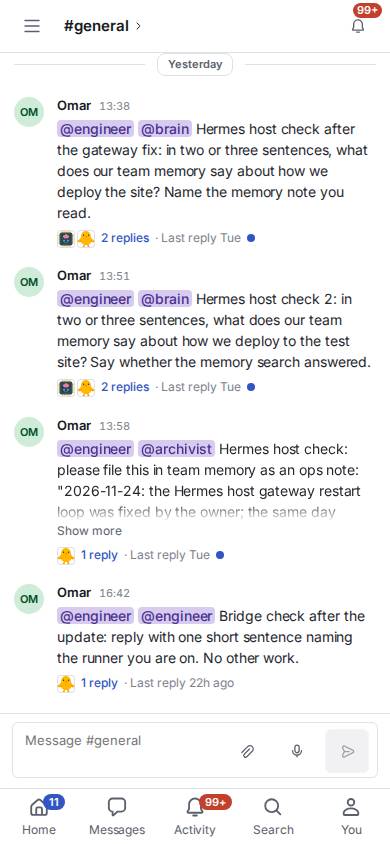 #general
99+
Yesterday
OM
Omar 13:38
@engineer @brain Hermes host check after
the gateway fix: in two or three sentences, what
does our team memory say about how we
deploy the site? Name the memory note you
read.
2 replies · Last reply Tue
OM
Omar 13:51
@engineer @brain Hermes host check 2: in
two or three sentences, what does our team
memory say about how we deploy to the test
site? Say whether the memory search answered.
2 replies · Last reply Tue
OM
Omar 13:58
@engineer @archivist Hermes host check:
please file this in team memory as an ops note:
"2026-11-24: the Hermes host gateway restart
loop was fixed by the owner; the same day
Show more
1 reply · Last reply Tue
OM
Omar 16:42
@engineer @engineer Bridge check after the
update: reply with one short sentence naming
the runner you are on. No other work.
1 reply · Last reply 22h ago
Message #general
11
99+
Home Messages Activity Search You